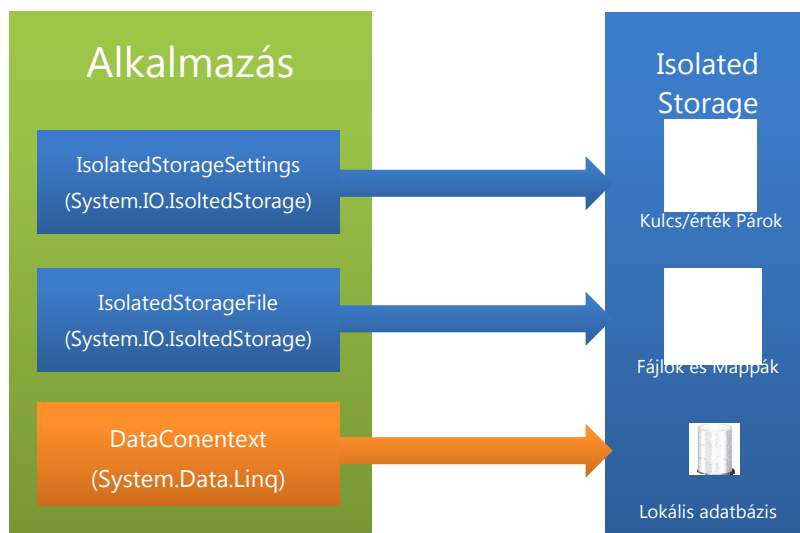 Alkalmazás
IsolatedStorageSettings
(System.IO.IsoltedStorage)
IsolatedStorageFile
(System.IO.IsoltedStorage)
DataConentext
(System.Data.Linq)
Isolated
Storage
Kulcs/érték Párok
Fájlok és Mappák
Lokális adatbázis